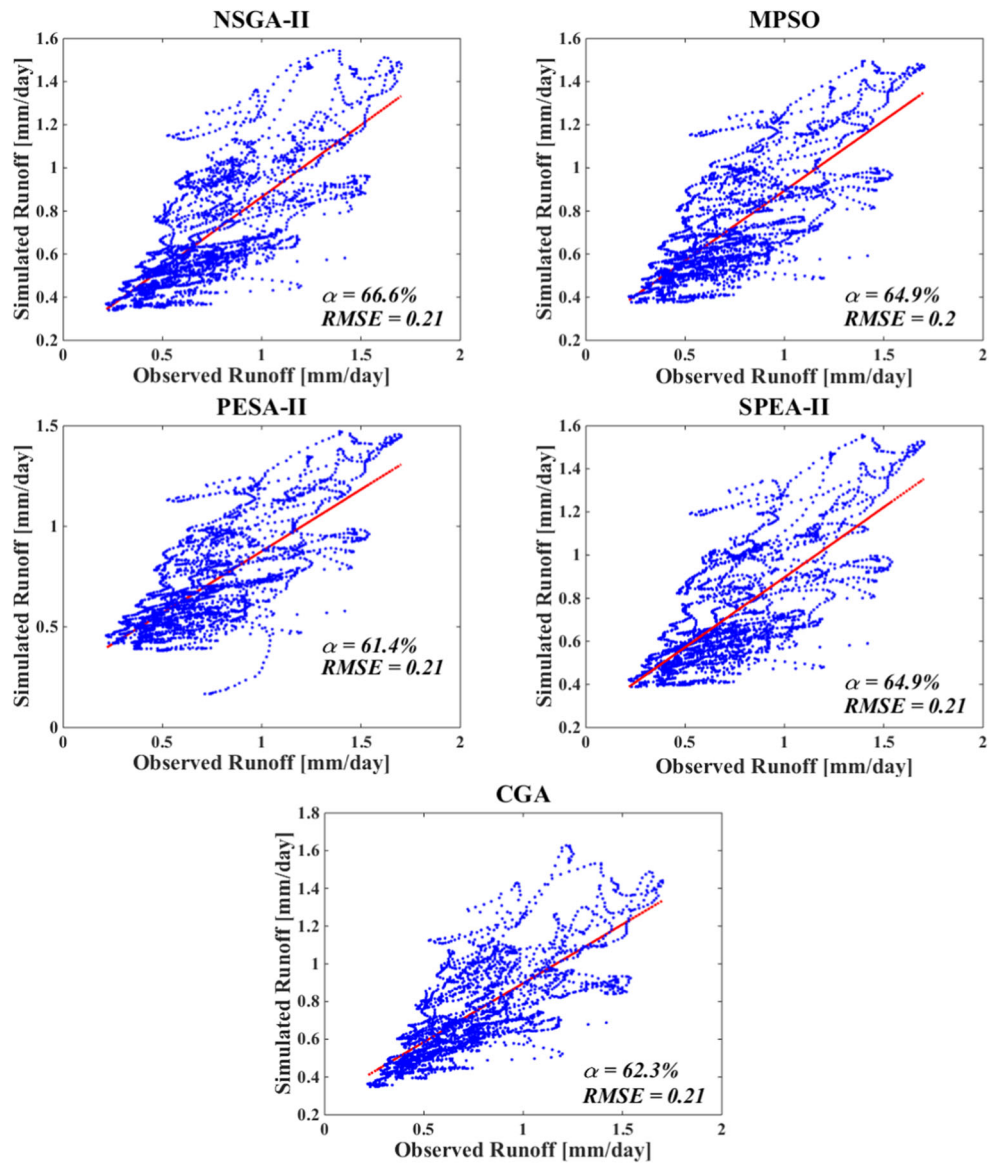 NSGA-II
1.6
1.4
1.2
1
0.8
0.6
0.4
0.2
Simulated Runoff [mm/day]
α = 66.6%
RMSE = 0.21
0 0.5 1 1.5 2
Observed Runoff [mm/day]
MPSO
1.6
1.4
1.2
1
0.8
0.6
0.4
0.2
Simulated Runoff [mm/day]
α = 64.9%
RMSE = 0.2
0 0.5 1 1.5 2
Observed Runoff [mm/day]
PESA-II
1.5
1
0.5
0
Simulated Runoff [mm/day]
α = 61.4%
RMSE = 0.21
0 0.5 1 1.5 2
Observed Runoff [mm/day]
SPEA-II
1.6
1.4
1.2
1
0.8
0.6
0.4
0.2
Simulated Runoff [mm/day]
α = 64.9%
RMSE = 0.21
0 0.5 1 1.5 2
Observed Runoff [mm/day]
CGA
1.8
1.6
1.4
1.2
1
0.8
0.6
0.4
0.2
Simulated Runoff [mm/day]
α = 62.3%
RMSE = 0.21
0 0.5 1 1.5 2
Observed Runoff [mm/day]